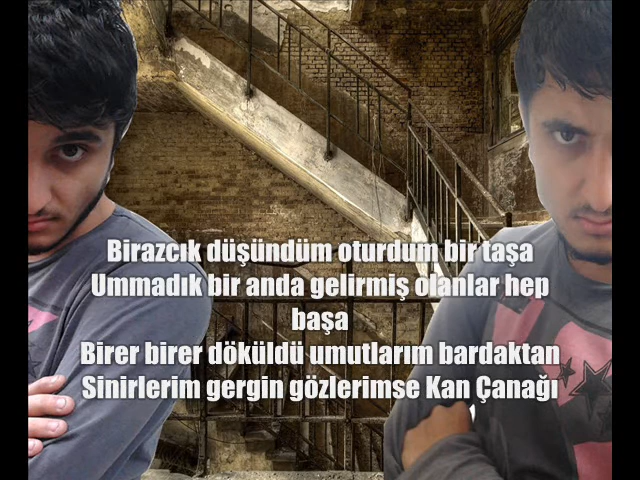 Birazcık düşündüm oturdum bir taşa
Ummadık bir anda gelirmiş olanlar hep
başa
Birer birer döküldü umutlarım bardaktan
Sinirlerim gergin gözlerimse Kan Çanağı